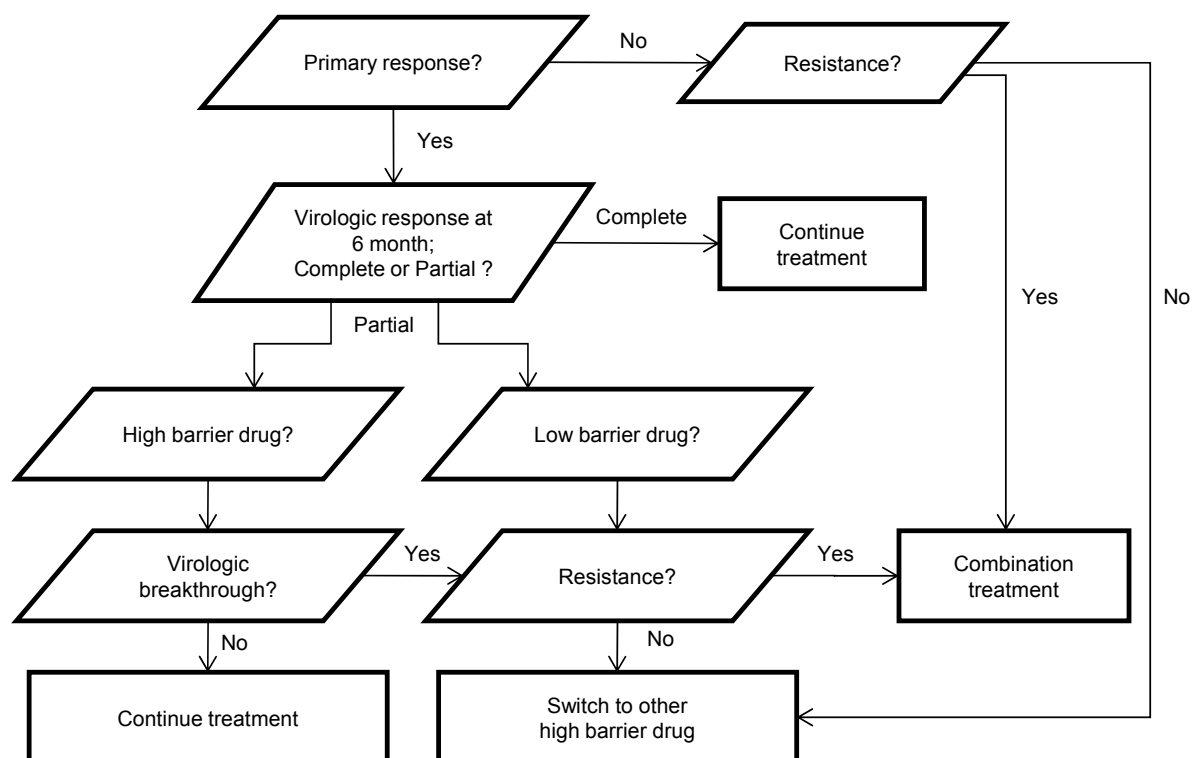 Primary response?
No
Resistance?
Yes
Virologic response at
6 month;
Complete or Partial ?
Complete
Continue
treatment
Yes
No
Partial
High barrier drug?
Low barrier drug?
Virologic
breakthrough?
Yes
Resistance?
Yes
Combination
treatment
No
No
Continue treatment
Switch to other
high barrier drug